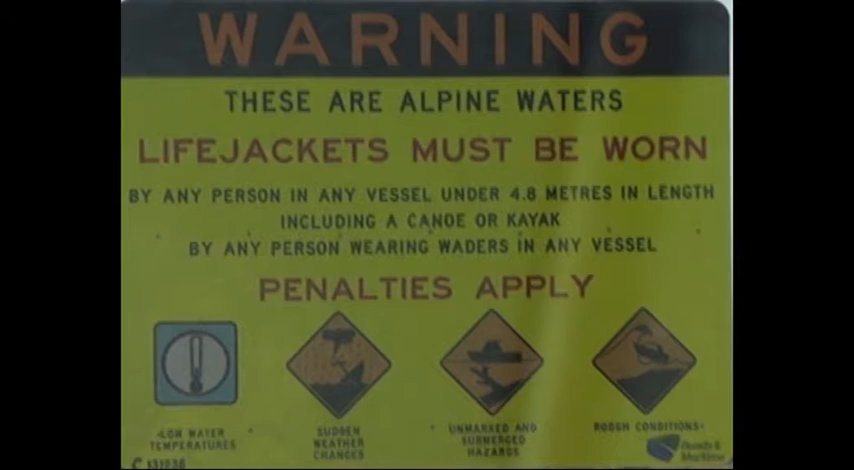 WARNING
THESE ARE ALPINE WATERS
LIFEJACKETS MUST BE WORN
BY ANY PERSON IN ANY VESSEL UNDER 4.8 METRES IN LENGTH
INCLUDING A CANOE OR KAYAK
BY ANY PERSON WEARING WADERS IN ANY VESSEL
PENALTIES APPLY
LOW WATER
TEMPERATURES
SUDDEN
WEATHER
CHANGES
UNMARKED AND
SUBMERGED
HAZARDS
ROUGH CONDITIONS
Roads &
Maritime